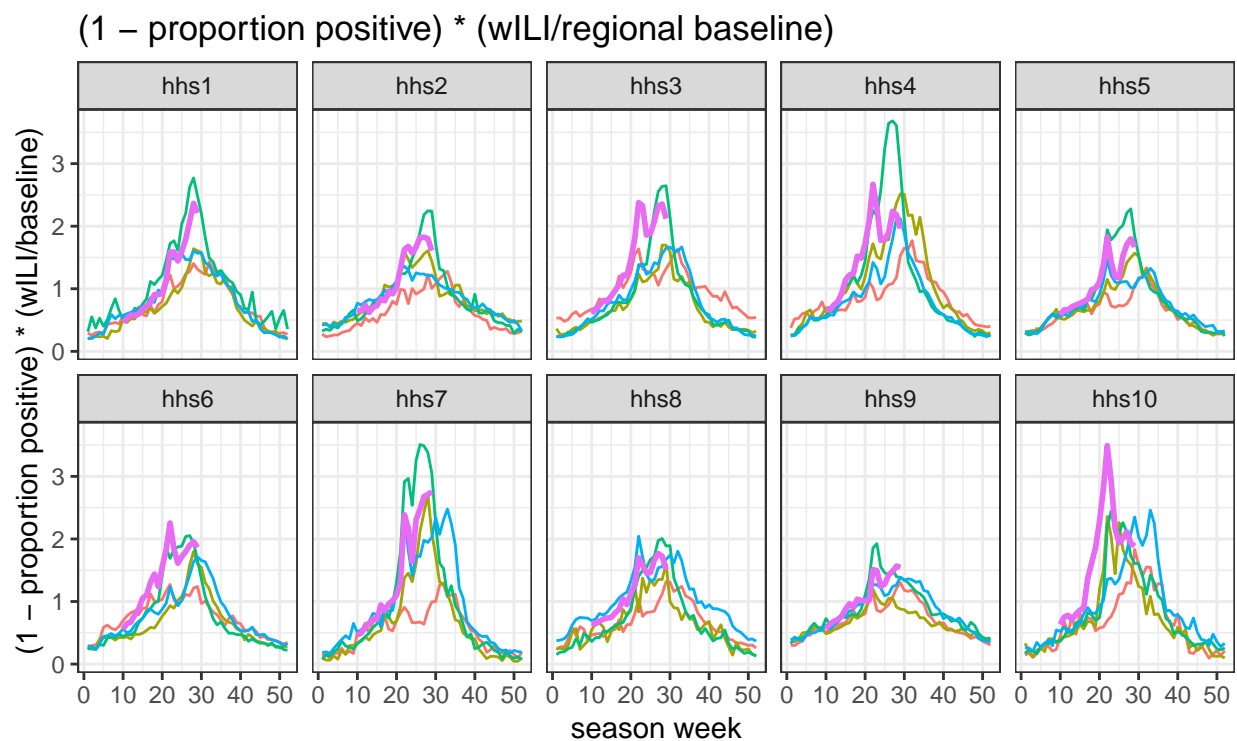 (1 − proportion positive) * (wILI/regional baseline)
hhs1 hhs2 hhs3 hhs4 hhs5
3
2
1
0
hhs6 hhs7 hhs8 hhs9 hhs10
3
2
1
0
0 10 20 30 40 50 0 10 20 30 40 50 0 10 20 30 40 50 0 10 20 30 40 50 0 10 20 30 40 50
season week
(1 − proportion positive) * (wILI/baseline)